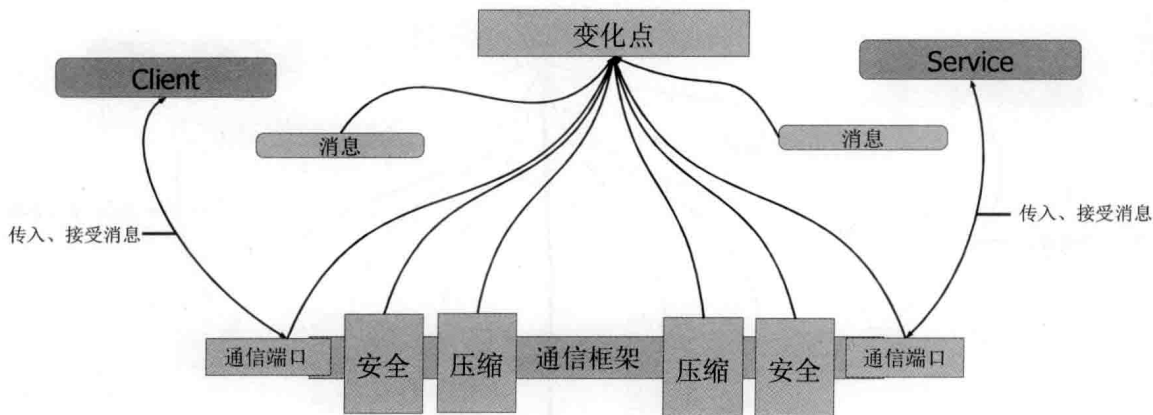 变化点
Client
Service
消息
消息
传入、接受消息
传入、接受消息
通信端口
安全
压缩
通信框架
压缩
安全
通信端口